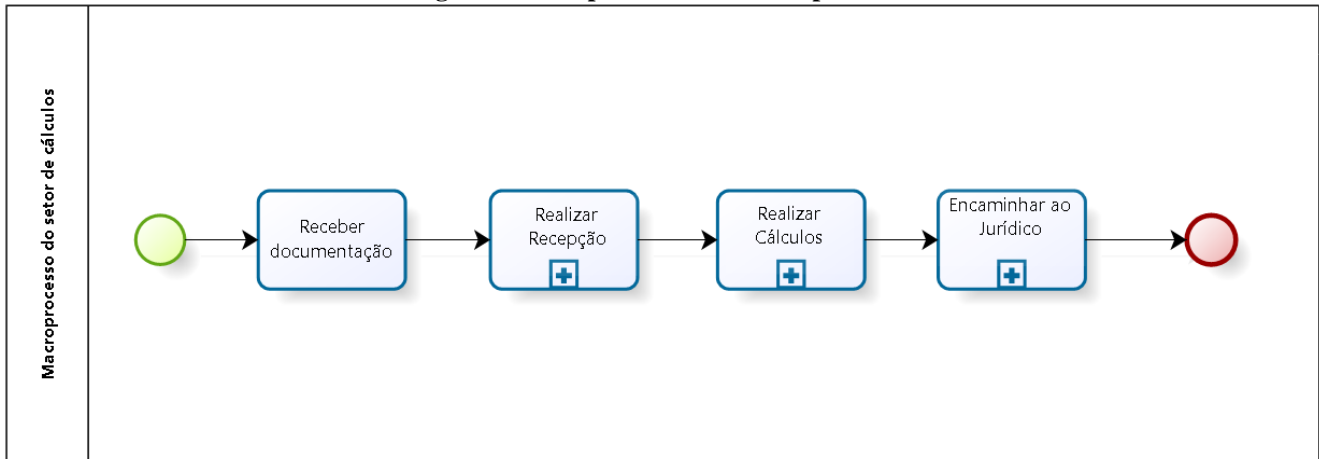 Macroprocesso do setor de cálculos
Receber
documentação
Realizar
Recepção
Realizar
Cálculos
Encaminhar ao
Jurídico